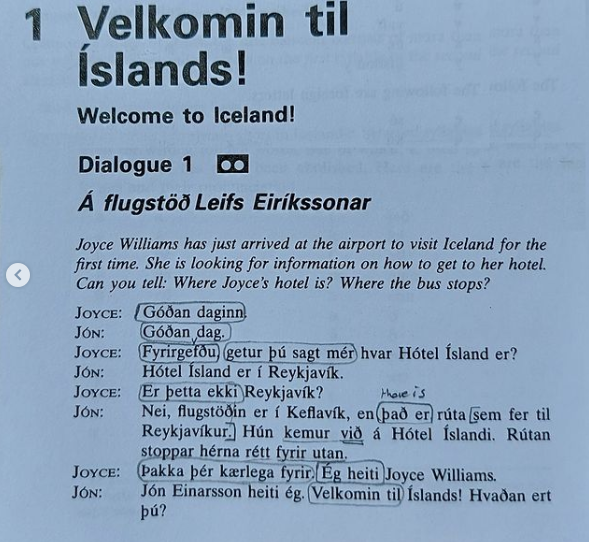 1 Velkomin til
Íslands!
Welcome to Iceland!
Dialogue 1
Á flugstöð Leifs Eiríkssonar
Joyce Williams has just arrived at the airport to visit Iceland for the
first time. She is looking for information on how to get to her hotel.
Can you tell: Where Joyce's hotel is? Where the bus stops?
JOYCE: Góðan daginn.
JÓN: Góðan dag.
JOYCE: Fyrirgefðu, getur þú sagt mér hvar Hótel Ísland er?
JÓN: Hótel Ísland er í Reykjavík.
JOYCE: Er þetta ekki Reykjavík?
there is
JÓN: Nei, flugstöðin er í Keflavík, en það er rúta sem fer til
Reykjavíkur. Hún kemur við á Hótel Íslandi. Rútan
stoppar hérna rétt fyrir utan.
JOYCE: Þakka þér kærlega fyrir. Ég heiti Joyce Williams.
JÓN: Jón Einarsson heiti ég. Velkomin til Íslands! Hvaðan ert
þú?